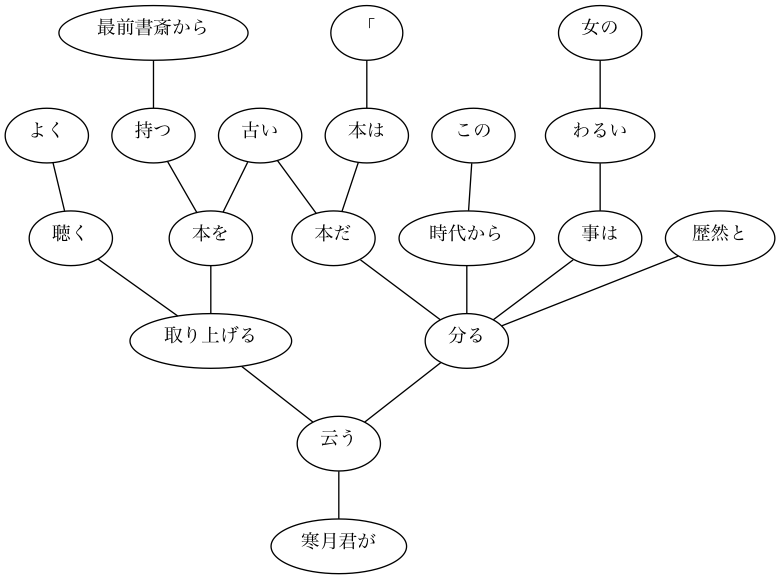 最前書斎から
「
女の
よく
持つ
古い
本は
この
わるい
聴く
本を
本だ
時代から
事は
歴然と
取り上げる
分る
云う
寒月君が